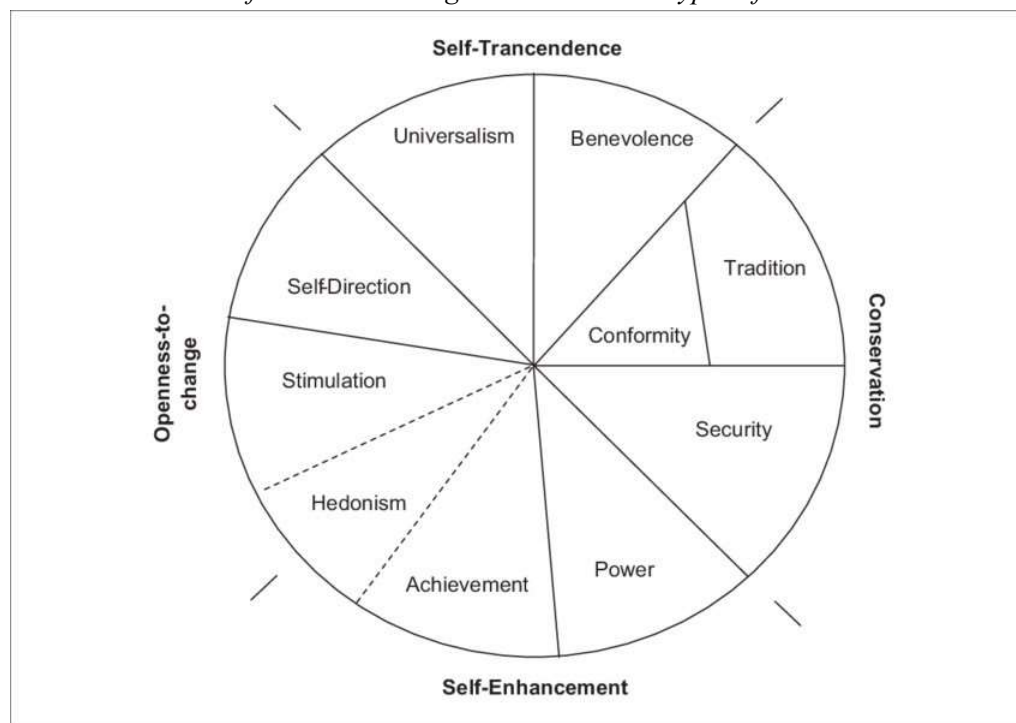 Self-Trancendence
Universalism
Benevolence
Self-Direction
Tradition
Conformity
Openness-to-
change
Stimulation
Conservation
Security
Hedonism
Achievement
Power
Self-Enhancement